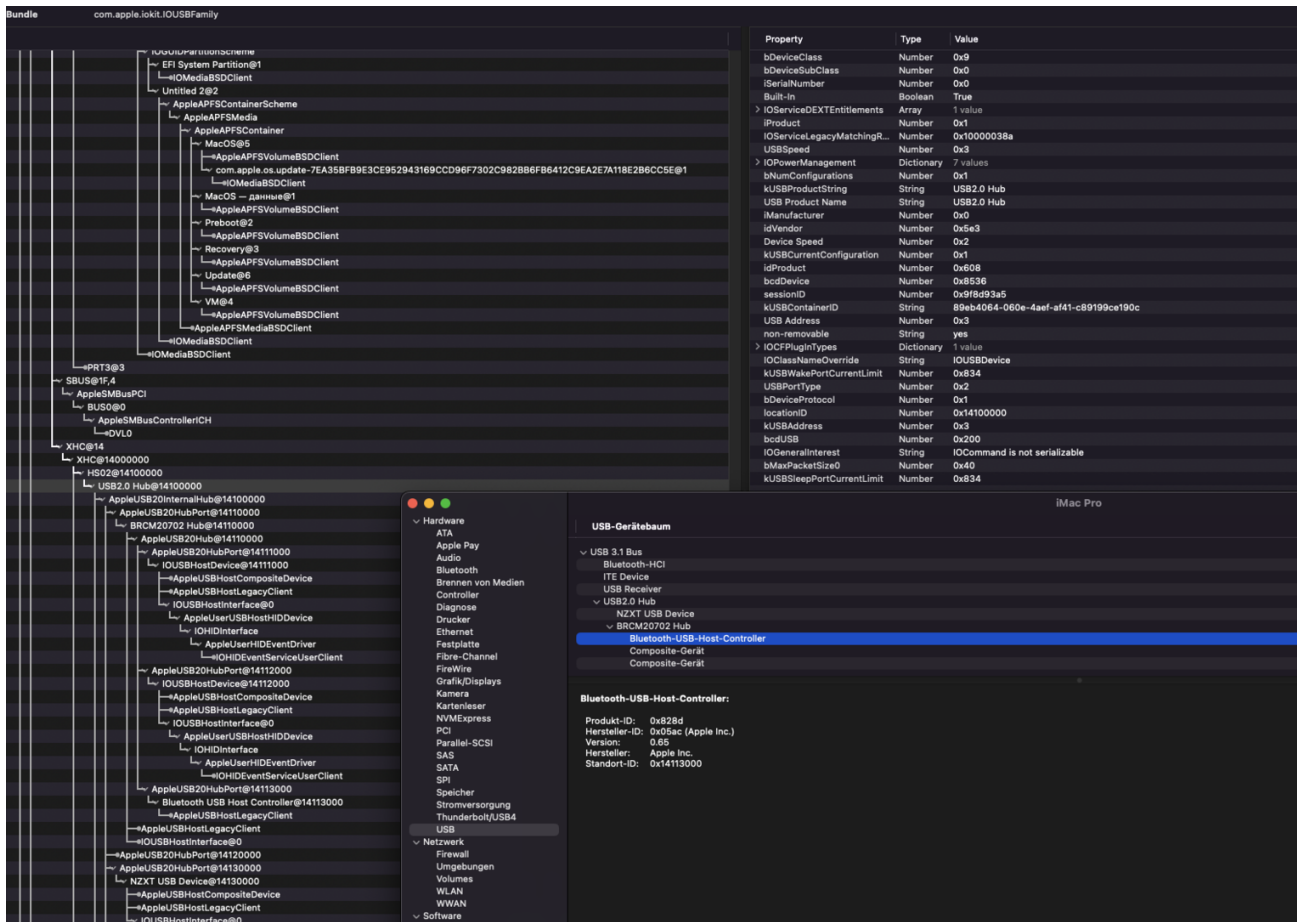 Bundle com.apple.iokit.IOUSBFamily
IOGUIDPartitionScheme
EFI System Partition@1
IOMediaBSDClient
Untitled 2@2
AppleAPFSContainerScheme
AppleAPFSMedia
AppleAPFSContainer
MacOS@5
AppleAPFSVolumeBSDClient
com.apple.os.update-7EA35BFB9E3CE952943169CCD96F7302C982BB6FB6412C9EA2E7A118E2B6CC5E@1
IOMediaBSDClient
MacOS — данные@1
AppleAPFSVolumeBSDClient
Preboot@2
AppleAPFSVolumeBSDClient
Recovery@3
AppleAPFSVolumeBSDClient
Update@6
AppleAPFSVolumeBSDClient
VM@4
AppleAPFSVolumeBSDClient
AppleAPFSMediaBSDClient
IOMediaBSDClient
IOMediaBSDClient
PRT3@3
SBUS@1F,4
AppleSMBusPCI
BUS0@0
AppleSMBusControllerICH
DVL0
XHC@14
XHC@14000000
HS02@14100000
USB2.0 Hub@14100000
AppleUSB20InternalHub@14100000
AppleUSB20HubPort@14110000
BRCM20702 Hub@14110000
AppleUSB20Hub@14110000
AppleUSB20HubPort@14111000
IOUSBHostDevice@14111000
AppleUSBHostCompositeDevice
AppleUSBHostLegacyClient
IOUSBHostInterface@0
AppleUserUSBHostHIDDevice
IOHIDInterface
AppleUserHIDEventDriver
IOHIDEventServiceUserClient
AppleUSB20HubPort@14112000
IOUSBHostDevice@14112000
AppleUSBHostCompositeDevice
AppleUSBHostLegacyClient
IOUSBHostInterface@0
AppleUserUSBHostHIDDevice
IOHIDInterface
AppleUserHIDEventDriver
IOHIDEventServiceUserClient
AppleUSB20HubPort@14113000
Bluetooth USB Host Controller@14113000
AppleUSBHostLegacyClient
AppleUSBHostLegacyClient
IOUSBHostInterface@0
AppleUSB20HubPort@14120000
AppleUSB20HubPort@14130000
NZXT USB Device@14130000
AppleUSBHostCompositeDevice
AppleUSBHostLegacyClient
IOUSBHostInterface@0
Property Type Value
bDeviceClass Number 0x9
bDeviceSubClass Number 0x0
iSerialNumber Number 0x0
Built-In Boolean True
IOServiceDEXTEntitlements Array 1 value
iProduct Number 0x1
IOServiceLegacyMatchingR... Number 0x10000038a
USBSpeed Number 0x3
IOPowerManagement Dictionary 7 values
bNumConfigurations Number 0x1
kUSBProductString String USB2.0 Hub
USB Product Name String USB2.0 Hub
iManufacturer Number 0x0
idVendor Number 0x5e3
Device Speed Number 0x2
kUSBCurrentConfiguration Number 0x1
idProduct Number 0x608
bcdDevice Number 0x8536
sessionID Number 0x9f8d93a5
kUSBContainerID String 89eb4064-060e-4aef-af41-c89199ce190c
USB Address Number 0x3
non-removable String yes
IOCFPlugInTypes Dictionary 1 value
IOClassNameOverride String IOUSBDevice
kUSBWakePortCurrentLimit Number 0x834
USBPortType Number 0x2
bDeviceProtocol Number 0x1
locationID Number 0x14100000
kUSBAddress Number 0x3
bcdUSB Number 0x200
IOGeneralInterest String IOCommand is not serializable
bMaxPacketSize0 Number 0x40
kUSBSleepPortCurrentLimit Number 0x834
iMac Pro
Hardware
ATA
Apple Pay
Audio
Bluetooth
Brennen von Medien
Controller
Diagnose
Drucker
Ethernet
Festplatte
Fibre-Channel
FireWire
Grafik/Displays
Kamera
Kartenleser
NVMExpress
PCI
Parallel-SCSI
SAS
SATA
SPI
Speicher
Stromversorgung
Thunderbolt/USB4
USB
Netzwerk
Firewall
Umgebungen
Volumes
WLAN
WWAN
Software
USB-Gerätebaum
USB 3.1 Bus
Bluetooth-HCI
ITE Device
USB Receiver
USB2.0 Hub
NZXT USB Device
BRCM20702 Hub
Bluetooth-USB-Host-Controller
Composite-Gerät
Composite-Gerät
Bluetooth-USB-Host-Controller:
Produkt-ID: 0x828d
Hersteller-ID: 0x05ac (Apple Inc.)
Version: 0.65
Hersteller: Apple Inc.
Standort-ID: 0x14113000